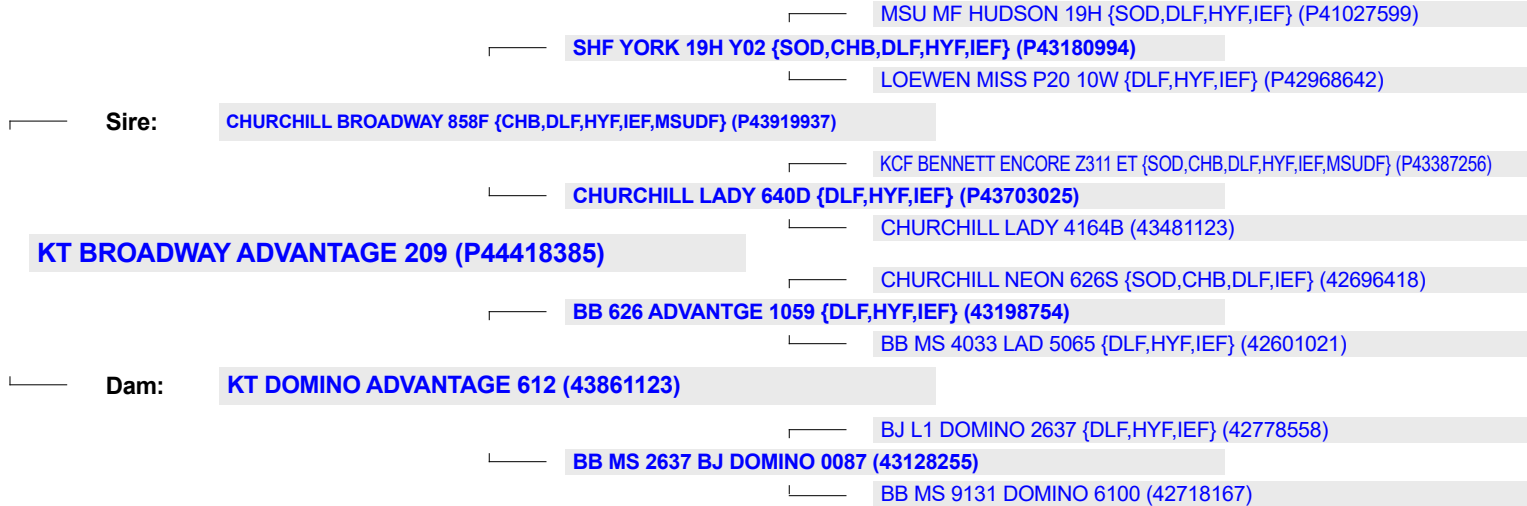 MSU MF HUDSON 19H {SOD,DLF,HYF,IEF} (P41027599)
SHF YORK 19H Y02 {SOD,CHB,DLF,HYF,IEF} (P43180994)
LOEWEN MISS P20 10W {DLF,HYF,IEF} (P42968642)
Sire: CHURCHILL BROADWAY 858F {CHB,DLF,HYF,IEF,MSUDF} (P43919937)
KCF BENNETT ENCORE Z311 ET {SOD,CHB,DLF,HYF,IEF,MSUDF} (P43387256)
CHURCHILL LADY 640D {DLF,HYF,IEF} (P43703025)
CHURCHILL LADY 4164B (43481123)
KT BROADWAY ADVANTAGE 209 (P44418385)
CHURCHILL NEON 626S {SOD,CHB,DLF,IEF} (42696418)
BB 626 ADVANTGE 1059 {DLF,HYF,IEF} (43198754)
BB MS 4033 LAD 5065 {DLF,HYF,IEF} (42601021)
Dam: KT DOMINO ADVANTAGE 612 (43861123)
BJ L1 DOMINO 2637 {DLF,HYF,IEF} (42778558)
BB MS 2637 BJ DOMINO 0087 (43128255)
BB MS 9131 DOMINO 6100 (42718167)